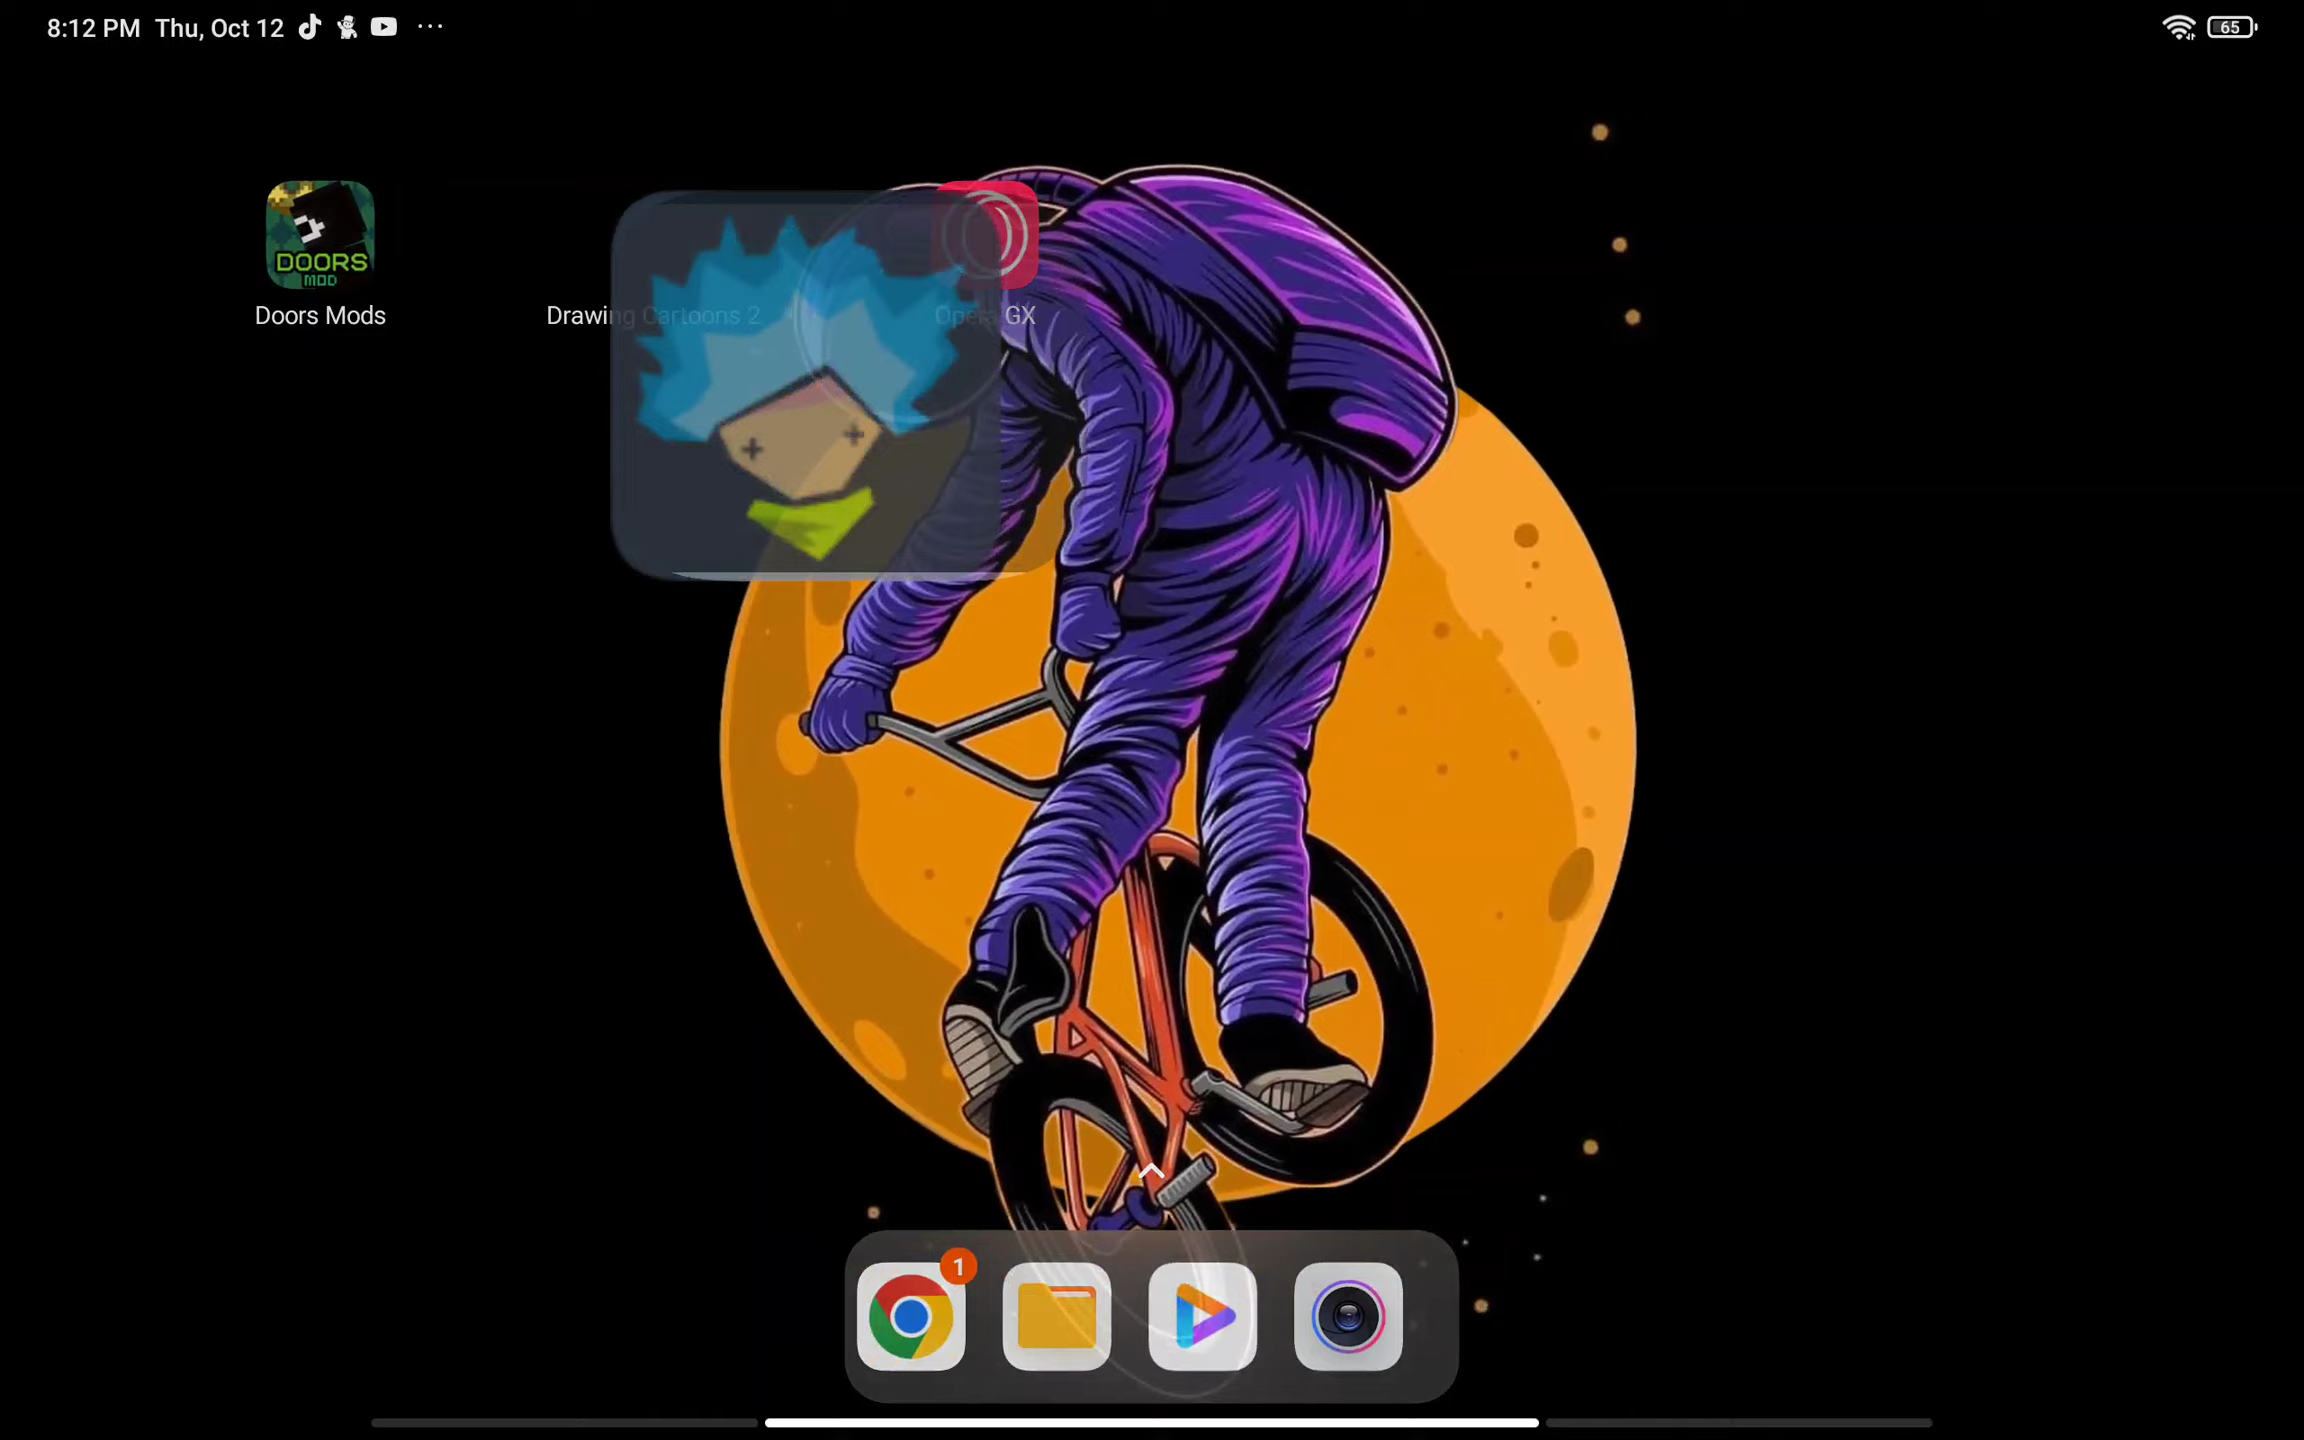 8:12 PM Thu, Oct 12
65
DOORS
MOD
Doors Mods
Drawing Cartoons 2
Opera GX
1